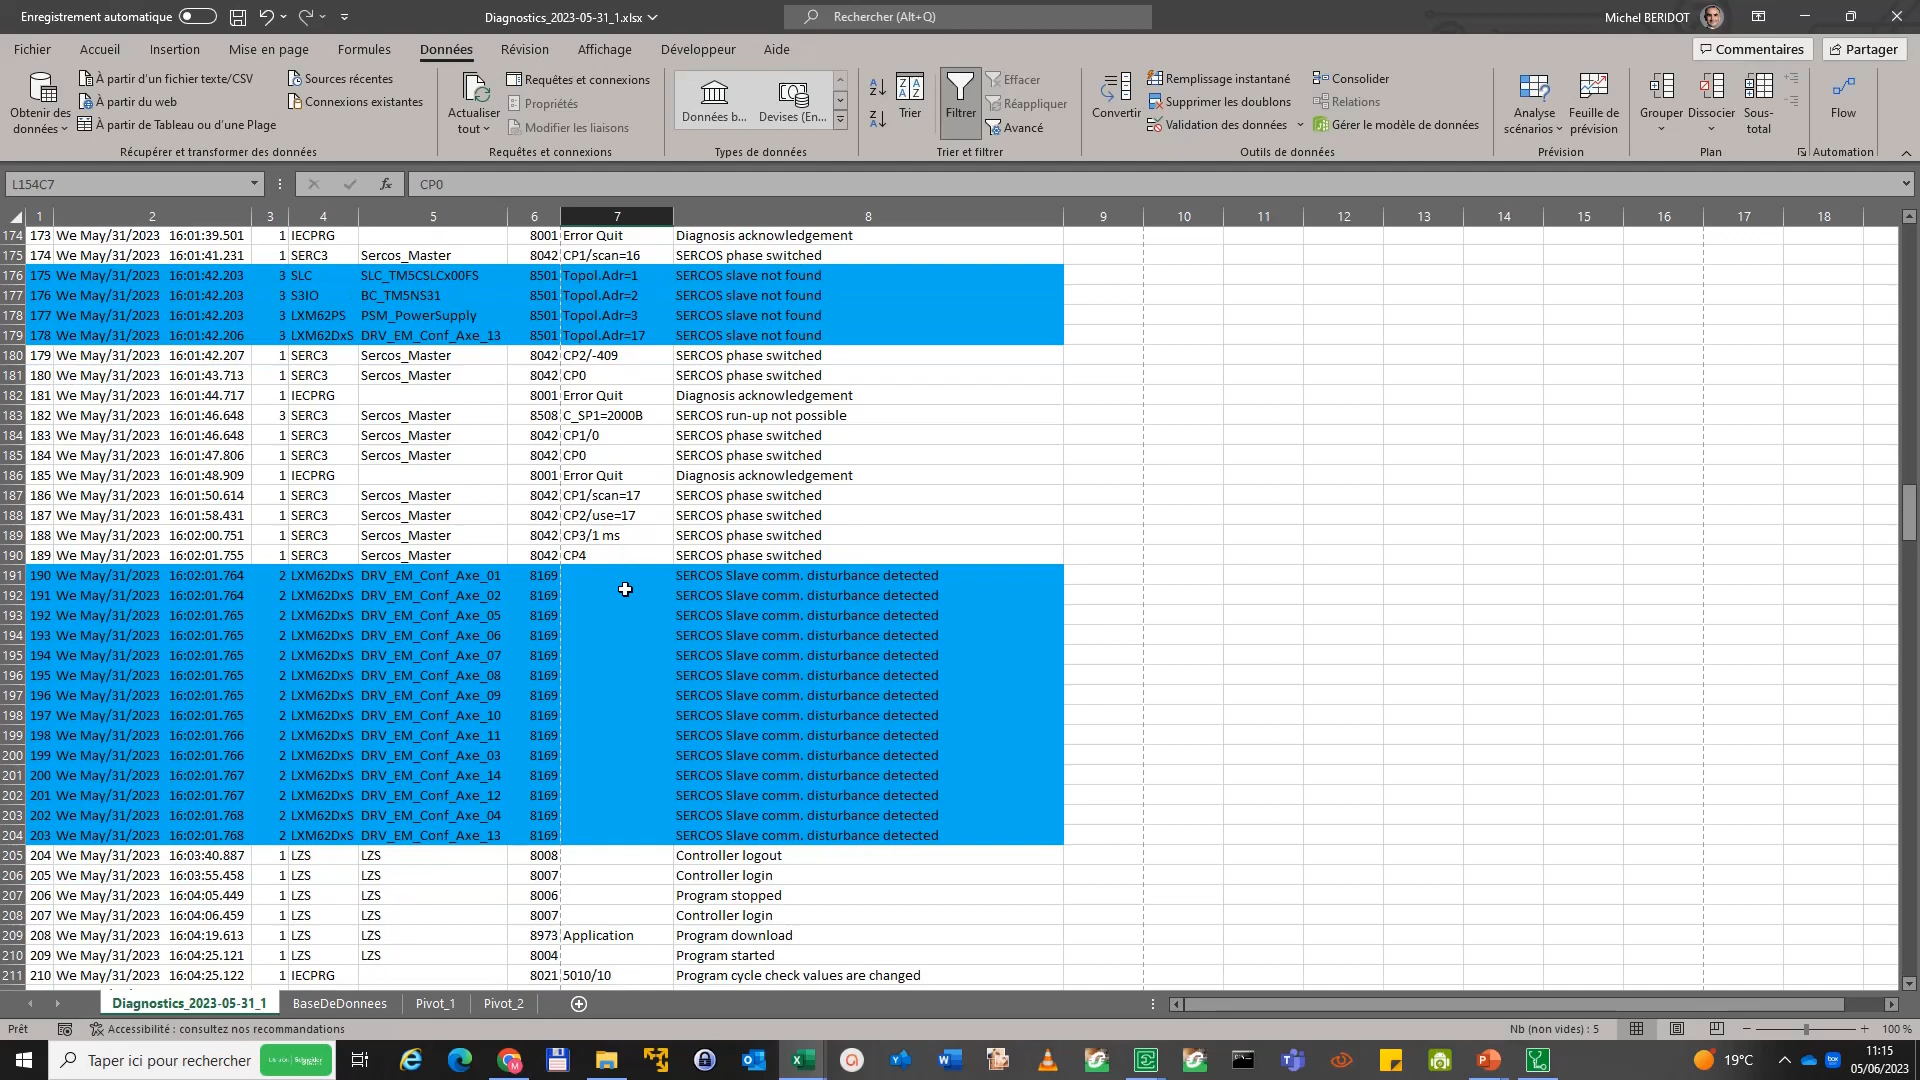 Enregistrement automatique Diagnostics_2023-05-31_1.xlsx Rechercher (Alt+Q) Michel BERIDOT
Fichier Accueil Insertion Mise en page Formules Données Révision Affichage Développeur Aide Commentaires Partager
Obtenir des données
À partir d'un fichier texte/CSV
À partir du web
À partir de Tableau ou d'une Plage
Sources récentes
Connexions existantes
Récupérer et transformer des données
Actualiser tout
Requêtes et connexions
Propriétés
Modifier les liaisons
Requêtes et connexions
Données b...
Devises (En...
Types de données
Trier
Filtrer
Effacer
Réappliquer
Avancé
Trier et filtrer
Convertir
Remplissage instantané
Supprimer les doublons
Validation des données
Consolider
Relations
Gérer le modèle de données
Outils de données
Analyse scénarios
Feuille de prévision
Prévision
Grouper
Dissocier
Sous-total
Plan
Flow
Automation
L154C7 fx CP0
1 2 3 4 5 6 7 8 9 10 11 12 13 14 15 16 17 18
174 173 We May/31/2023 16:01:39.501 1 IECPRG 8001 Error Quit Diagnosis acknowledgement
175 174 We May/31/2023 16:01:41.231 1 SERC3 Sercos_Master 8042 CP1/scan=16 SERCOS phase switched
176 175 We May/31/2023 16:01:42.203 3 SLC SLC_TM5CSLCx00FS 8501 Topol.Adr=1 SERCOS slave not found
177 176 We May/31/2023 16:01:42.203 3 S3IO BC_TM5NS31 8501 Topol.Adr=2 SERCOS slave not found
178 177 We May/31/2023 16:01:42.203 3 LXM62PS PSM_PowerSupply 8501 Topol.Adr=3 SERCOS slave not found
179 178 We May/31/2023 16:01:42.206 3 LXM62DxS DRV_EM_Conf_Axe_13 8501 Topol.Adr=17 SERCOS slave not found
180 179 We May/31/2023 16:01:42.207 1 SERC3 Sercos_Master 8042 CP2/-409 SERCOS phase switched
181 180 We May/31/2023 16:01:43.713 1 SERC3 Sercos_Master 8042 CP0 SERCOS phase switched
182 181 We May/31/2023 16:01:44.717 1 IECPRG 8001 Error Quit Diagnosis acknowledgement
183 182 We May/31/2023 16:01:46.648 3 SERC3 Sercos_Master 8508 C_SP1=2000B SERCOS run-up not possible
184 183 We May/31/2023 16:01:46.648 1 SERC3 Sercos_Master 8042 CP1/0 SERCOS phase switched
185 184 We May/31/2023 16:01:47.806 1 SERC3 Sercos_Master 8042 CP0 SERCOS phase switched
186 185 We May/31/2023 16:01:48.909 1 IECPRG 8001 Error Quit Diagnosis acknowledgement
187 186 We May/31/2023 16:01:50.614 1 SERC3 Sercos_Master 8042 CP1/scan=17 SERCOS phase switched
188 187 We May/31/2023 16:01:58.431 1 SERC3 Sercos_Master 8042 CP2/use=17 SERCOS phase switched
189 188 We May/31/2023 16:02:00.751 1 SERC3 Sercos_Master 8042 CP3/1 ms SERCOS phase switched
190 189 We May/31/2023 16:02:01.755 1 SERC3 Sercos_Master 8042 CP4 SERCOS phase switched
191 190 We May/31/2023 16:02:01.764 2 LXM62DxS DRV_EM_Conf_Axe_01 8169 SERCOS Slave comm. disturbance detected
192 191 We May/31/2023 16:02:01.764 2 LXM62DxS DRV_EM_Conf_Axe_02 8169 SERCOS Slave comm. disturbance detected
193 192 We May/31/2023 16:02:01.765 2 LXM62DxS DRV_EM_Conf_Axe_05 8169 SERCOS Slave comm. disturbance detected
194 193 We May/31/2023 16:02:01.765 2 LXM62DxS DRV_EM_Conf_Axe_06 8169 SERCOS Slave comm. disturbance detected
195 194 We May/31/2023 16:02:01.765 2 LXM62DxS DRV_EM_Conf_Axe_07 8169 SERCOS Slave comm. disturbance detected
196 195 We May/31/2023 16:02:01.765 2 LXM62DxS DRV_EM_Conf_Axe_08 8169 SERCOS Slave comm. disturbance detected
197 196 We May/31/2023 16:02:01.765 2 LXM62DxS DRV_EM_Conf_Axe_09 8169 SERCOS Slave comm. disturbance detected
198 197 We May/31/2023 16:02:01.765 2 LXM62DxS DRV_EM_Conf_Axe_10 8169 SERCOS Slave comm. disturbance detected
199 198 We May/31/2023 16:02:01.766 2 LXM62DxS DRV_EM_Conf_Axe_11 8169 SERCOS Slave comm. disturbance detected
200 199 We May/31/2023 16:02:01.766 2 LXM62DxS DRV_EM_Conf_Axe_03 8169 SERCOS Slave comm. disturbance detected
201 200 We May/31/2023 16:02:01.767 2 LXM62DxS DRV_EM_Conf_Axe_14 8169 SERCOS Slave comm. disturbance detected
202 201 We May/31/2023 16:02:01.767 2 LXM62DxS DRV_EM_Conf_Axe_12 8169 SERCOS Slave comm. disturbance detected
203 202 We May/31/2023 16:02:01.768 2 LXM62DxS DRV_EM_Conf_Axe_04 8169 SERCOS Slave comm. disturbance detected
204 203 We May/31/2023 16:02:01.768 2 LXM62DxS DRV_EM_Conf_Axe_13 8169 SERCOS Slave comm. disturbance detected
205 204 We May/31/2023 16:03:40.887 1 LZS LZS 8008 Controller logout
206 205 We May/31/2023 16:03:55.458 1 LZS LZS 8007 Controller login
207 206 We May/31/2023 16:04:05.449 1 LZS LZS 8006 Program stopped
208 207 We May/31/2023 16:04:06.459 1 LZS LZS 8007 Controller login
209 208 We May/31/2023 16:04:19.613 1 LZS LZS 8973 Application Program download
210 209 We May/31/2023 16:04:25.121 1 LZS LZS 8004 Program started
211 210 We May/31/2023 16:04:25.122 1 IECPRG 8021 5010/10 Program cycle check values are changed
Diagnostics_2023-05-31_1 BaseDeDonnees Pivot_1 Pivot_2
Prêt Accessibilité : consultez nos recommandations Nb (non vides) : 5 100 %
Taper ici pour rechercher 19°C 11:15
05/06/2023